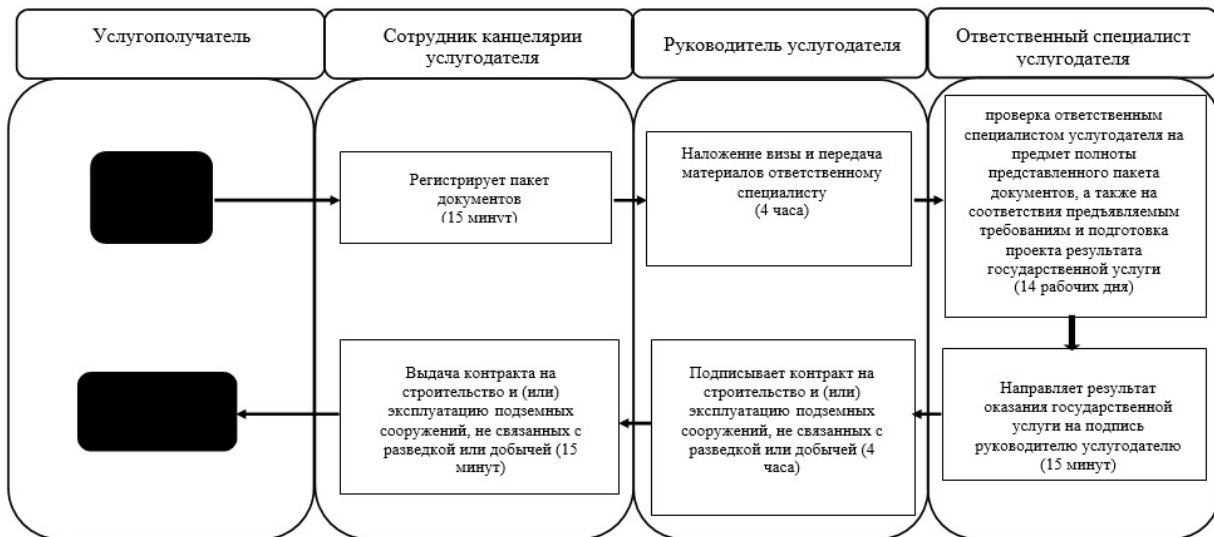 Услугополучатель
Сотрудник канцелярии
услугодателя
Руководитель услугодателя
Ответственный специалист
услугодателя
Регистрирует пакет
документов
(15 минут)
Наложение визы и передача
материалов ответственному
специалисту
(4 часа)
проверка ответственным
специалистом услугодателя на
предмет полноты
представленного пакета
документов, а также на
соответствия предъявляемым
требованиям и подготовка
проекта результата
государственной услуги
(14 рабочих дня)
Выдача контракта на
строительство и (или)
эксплуатацию подземных
сооружений, не связанных с
разведкой или добычей (15
минут)
Подписывает контракт на
строительство и (или)
эксплуатацию подземных
сооружений, не связанных с
разведкой или добычей (4
часа)
Направляет результат
оказания государственной
услуги на подпись
руководителю услугодателю
(15 минут)